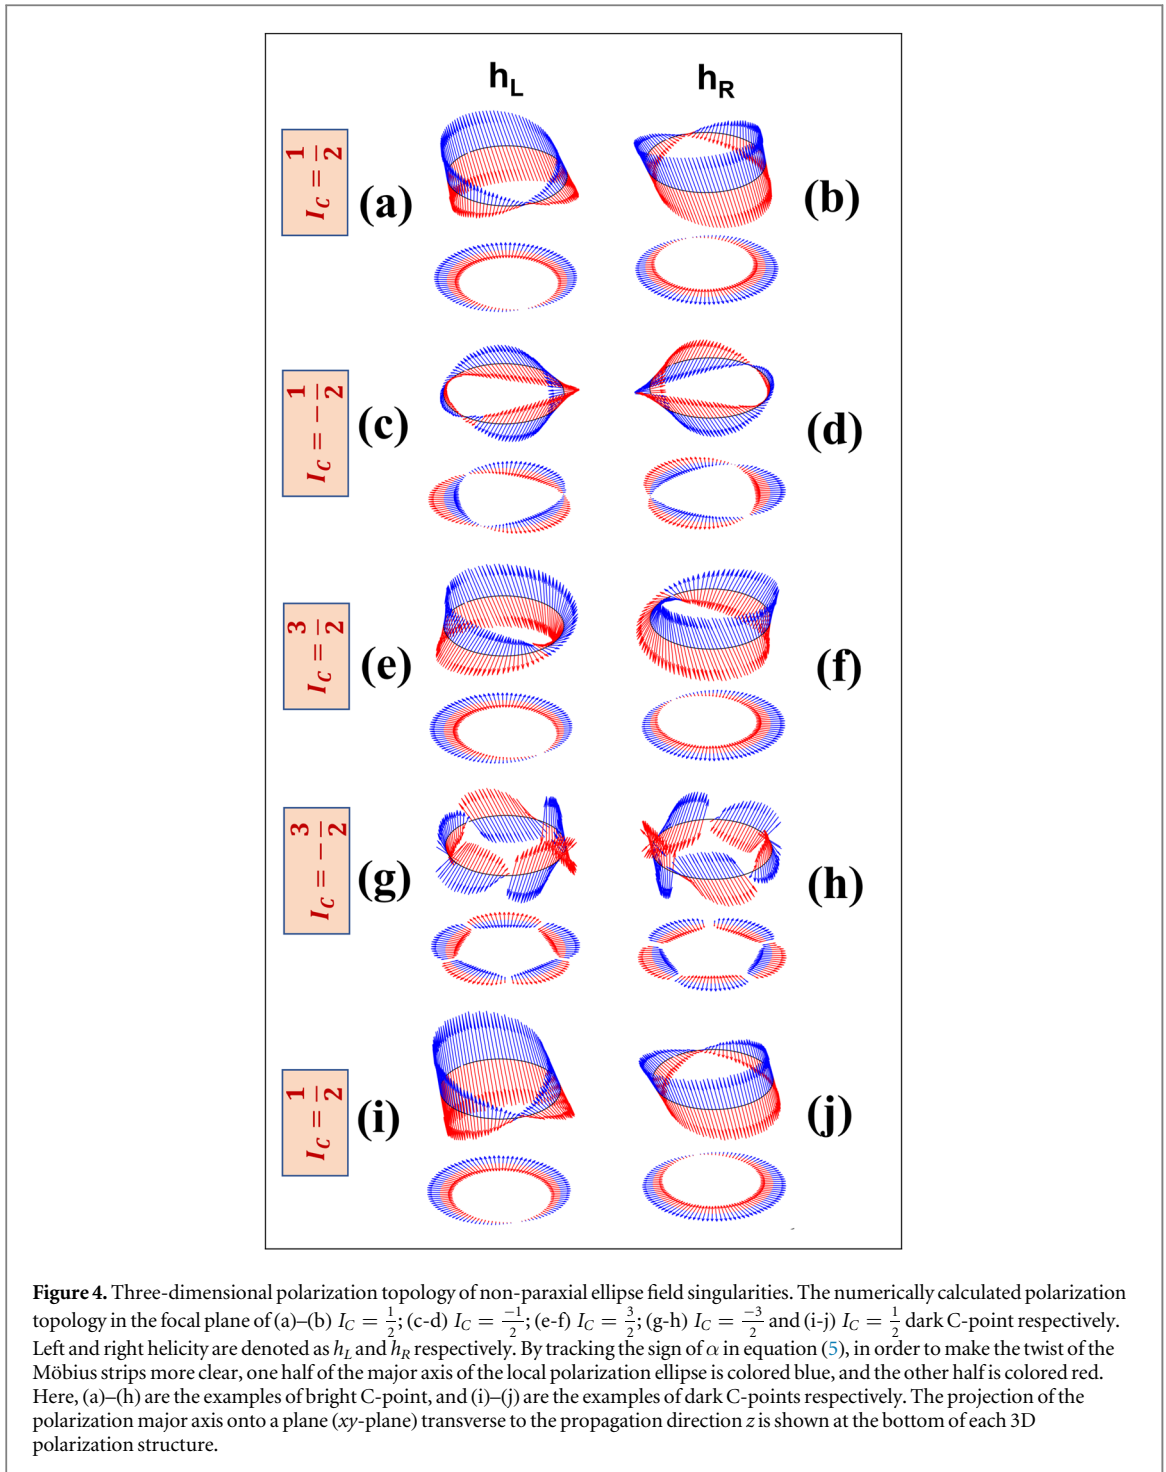 h_L h_R
I_C = 1/2 (a) (b)
I_C = -1/2 (c) (d)
I_C = 3/2 (e) (f)
I_C = -3/2 (g) (h)
I_C = 1/2 (i) (j)
Figure 4. Three-dimensional polarization topology of non-paraxial ellipse field singularities. The numerically calculated polarization
topology in the focal plane of (a)–(b) I_C = 1/2; (c-d) I_C = -1/2; (e-f) I_C = 3/2; (g-h) I_C = -3/2 and (i-j) I_C = 1/2 dark C-point respectively.
Left and right helicity are denoted as h_L and h_R respectively. By tracking the sign of α in equation (5), in order to make the twist of the
Möbius strips more clear, one half of the major axis of the local polarization ellipse is colored blue, and the other half is colored red.
Here, (a)–(h) are the examples of bright C-point, and (i)–(j) are the examples of dark C-points respectively. The projection of the
polarization major axis onto a plane (xy-plane) transverse to the propagation direction z is shown at the bottom of each 3D
polarization structure.